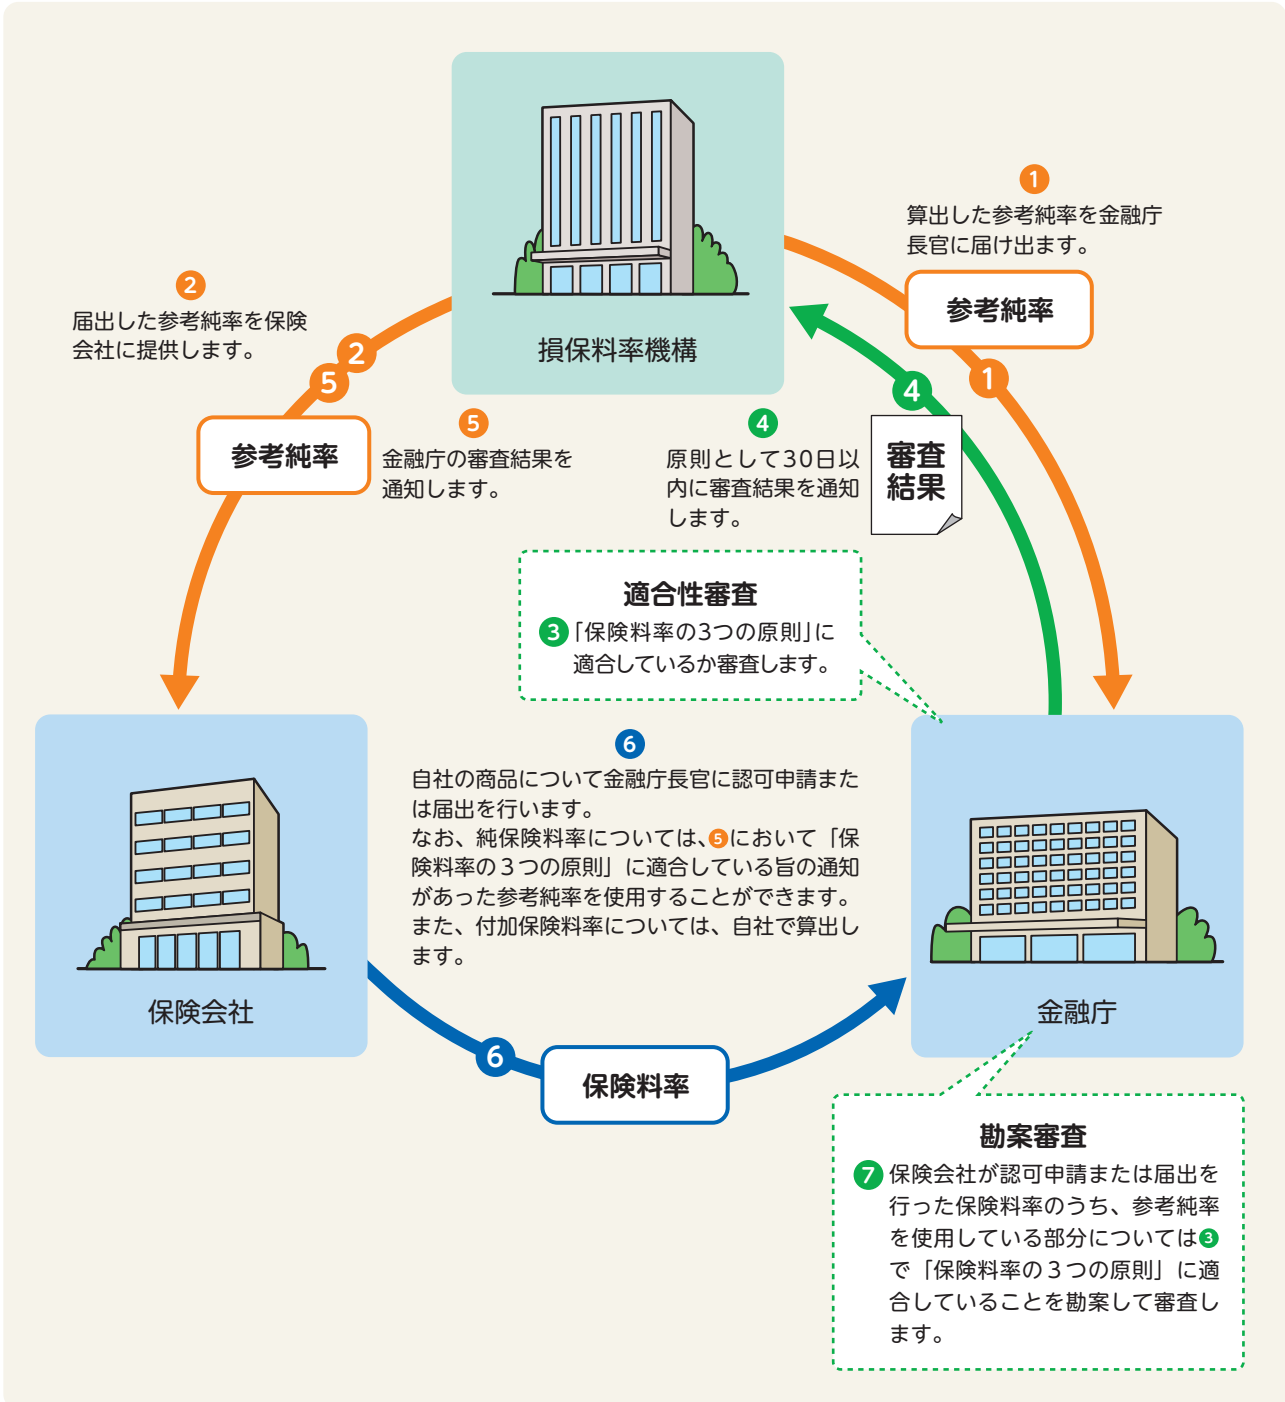 損保料率機構
1
算出した参考純率を金融庁
長官に届け出ます。
参考純率
1
2
届出した参考純率を保険
会社に提供します。
2
5
参考純率
5
金融庁の審査結果を
通知します。
4
原則として30日以
内に審査結果を通知
します。
4
審査
結果
適合性審査
3「保険料率の3つの原則」に
適合しているか審査します。
6
自社の商品について金融庁長官に認可申請また
は届出を行います。
なお、純保険料率については、5において「保
険料率の３つの原則」に適合している旨の通知
があった参考純率を使用することができます。
また、付加保険料率については、自社で算出し
ます。
保険会社
金融庁
6
保険料率
勘案審査
7 保険会社が認可申請または届出を
行った保険料率のうち、参考純率
を使用している部分については3
で「保険料率の３つの原則」に適
合していることを勘案して審査し
ます。